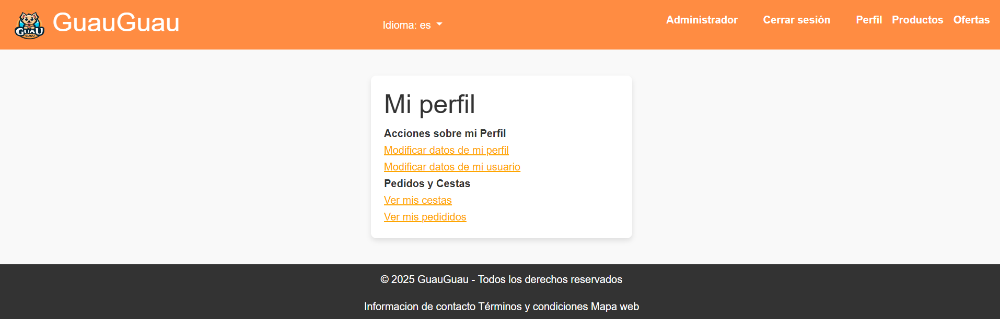 GUAU
GUAU
GuauGuau
Idioma: es
Administrador Cerrar sesión Perfil Productos Ofertas
Mi perfil
Acciones sobre mi Perfil
Modificar datos de mi perfil
Modificar datos de mi usuario
Pedidos y Cestas
Ver mis cestas
Ver mis pedididos
© 2025 GuauGuau - Todos los derechos reservados
Informacion de contacto Términos y condiciones Mapa web